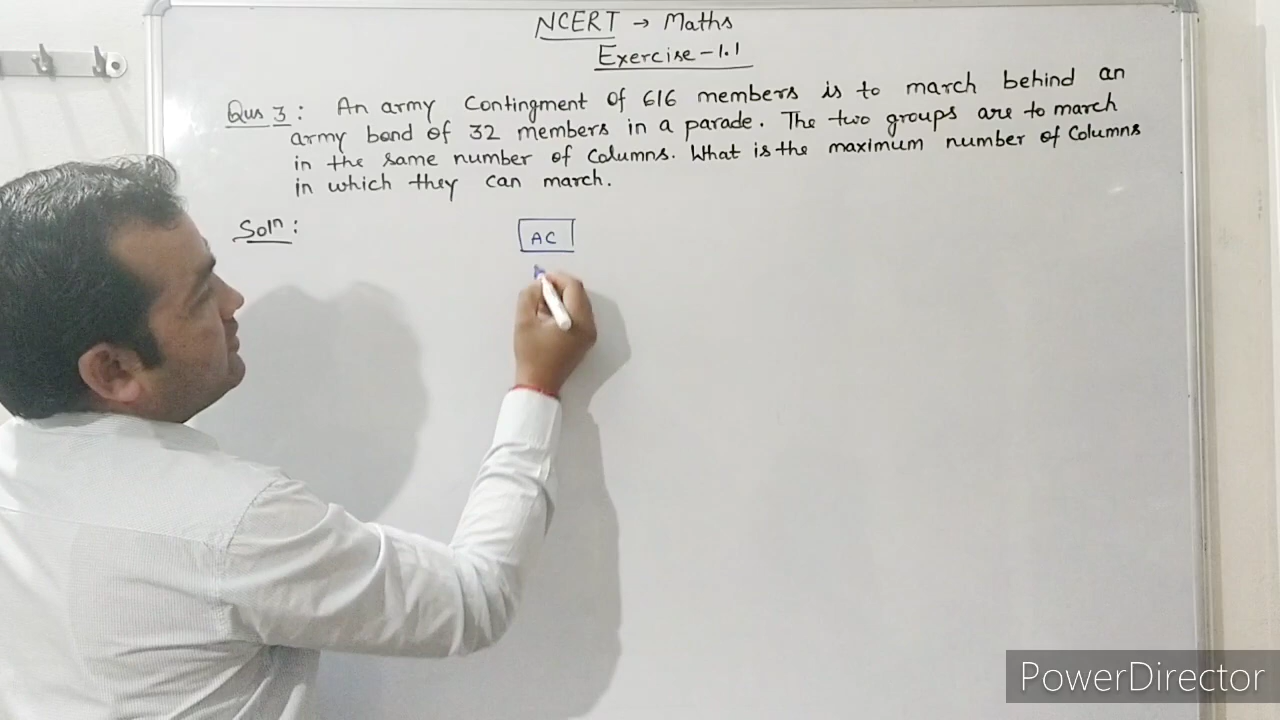 NCERT → Maths
Exercise-1.1
Qus 3: An army Contingment of 616 members is to march behind an
army bond of 32 members in a parade. The two groups are to march
in the same number of Columns. What is the maximum number of Columns
in which they can march.
Solⁿ:
AC
PowerDirector